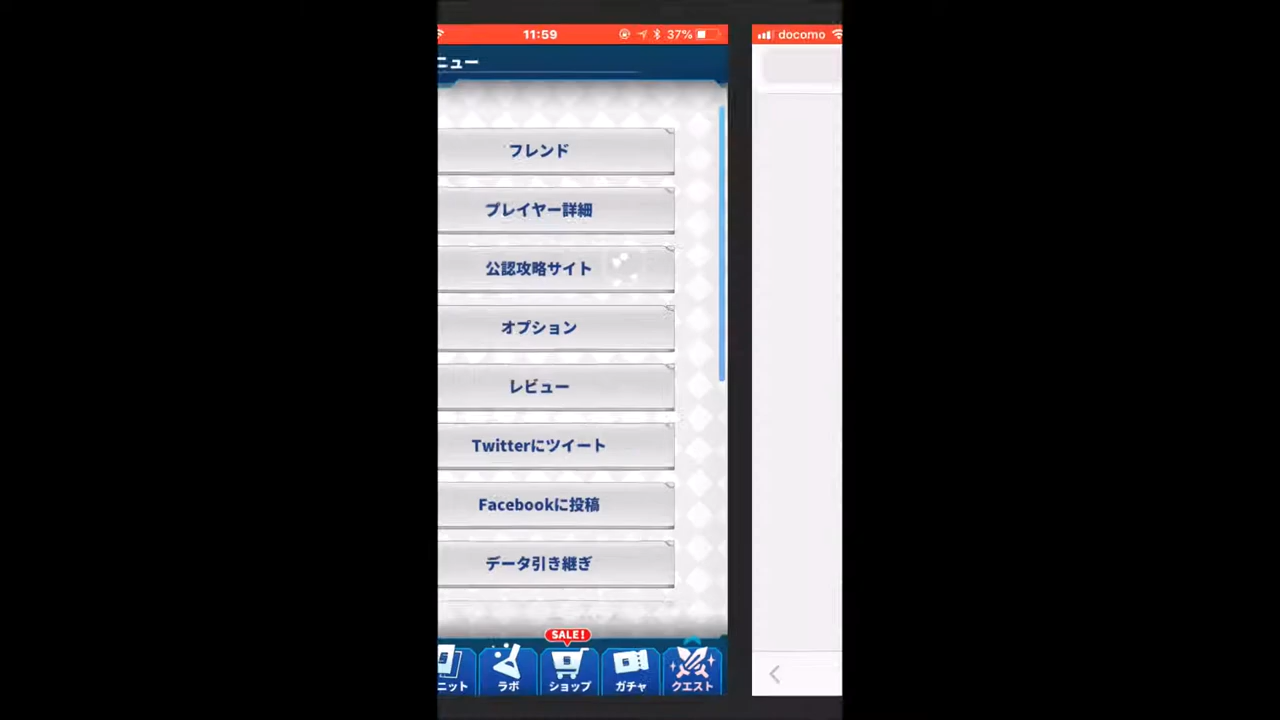 11:59 37% docomo
ニュー
フレンド
プレイヤー詳細
公認攻略サイト
オプション
レビュー
Twitterにツイート
Facebookに投稿
データ引き継ぎ
SALE!
ニット ラボ ショップ ガチャ クエスト